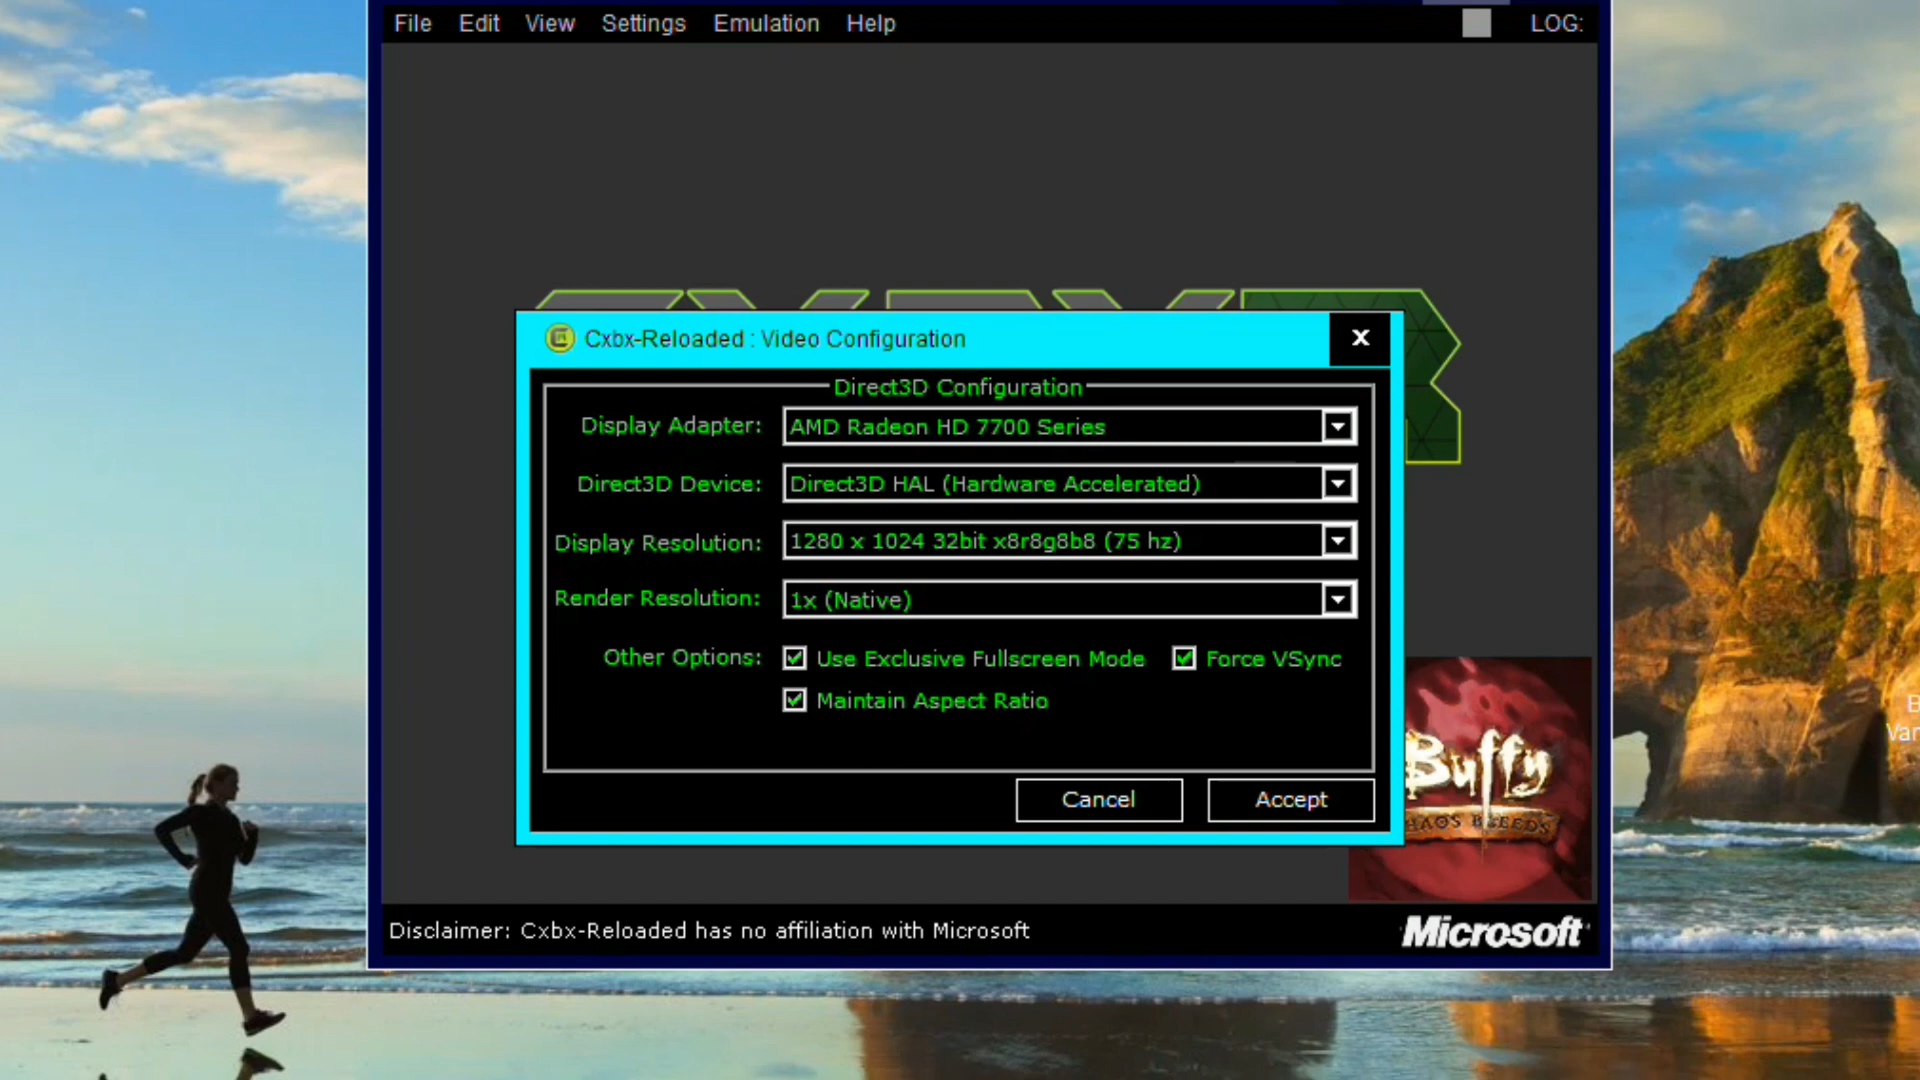 File Edit View Settings Emulation Help LOG:
Cxbx-Reloaded : Video Configuration X
Direct3D Configuration
Display Adapter: AMD Radeon HD 7700 Series
Direct3D Device: Direct3D HAL (Hardware Accelerated)
Display Resolution: 1280 x 1024 32bit x8r8g8b8 (75 hz)
Render Resolution: 1x (Native)
Other Options: Use Exclusive Fullscreen Mode Force VSync
Maintain Aspect Ratio
Cancel Accept
Buffy
BLEEDS
Disclaimer: Cxbx-Reloaded has no affiliation with Microsoft
Microsoft